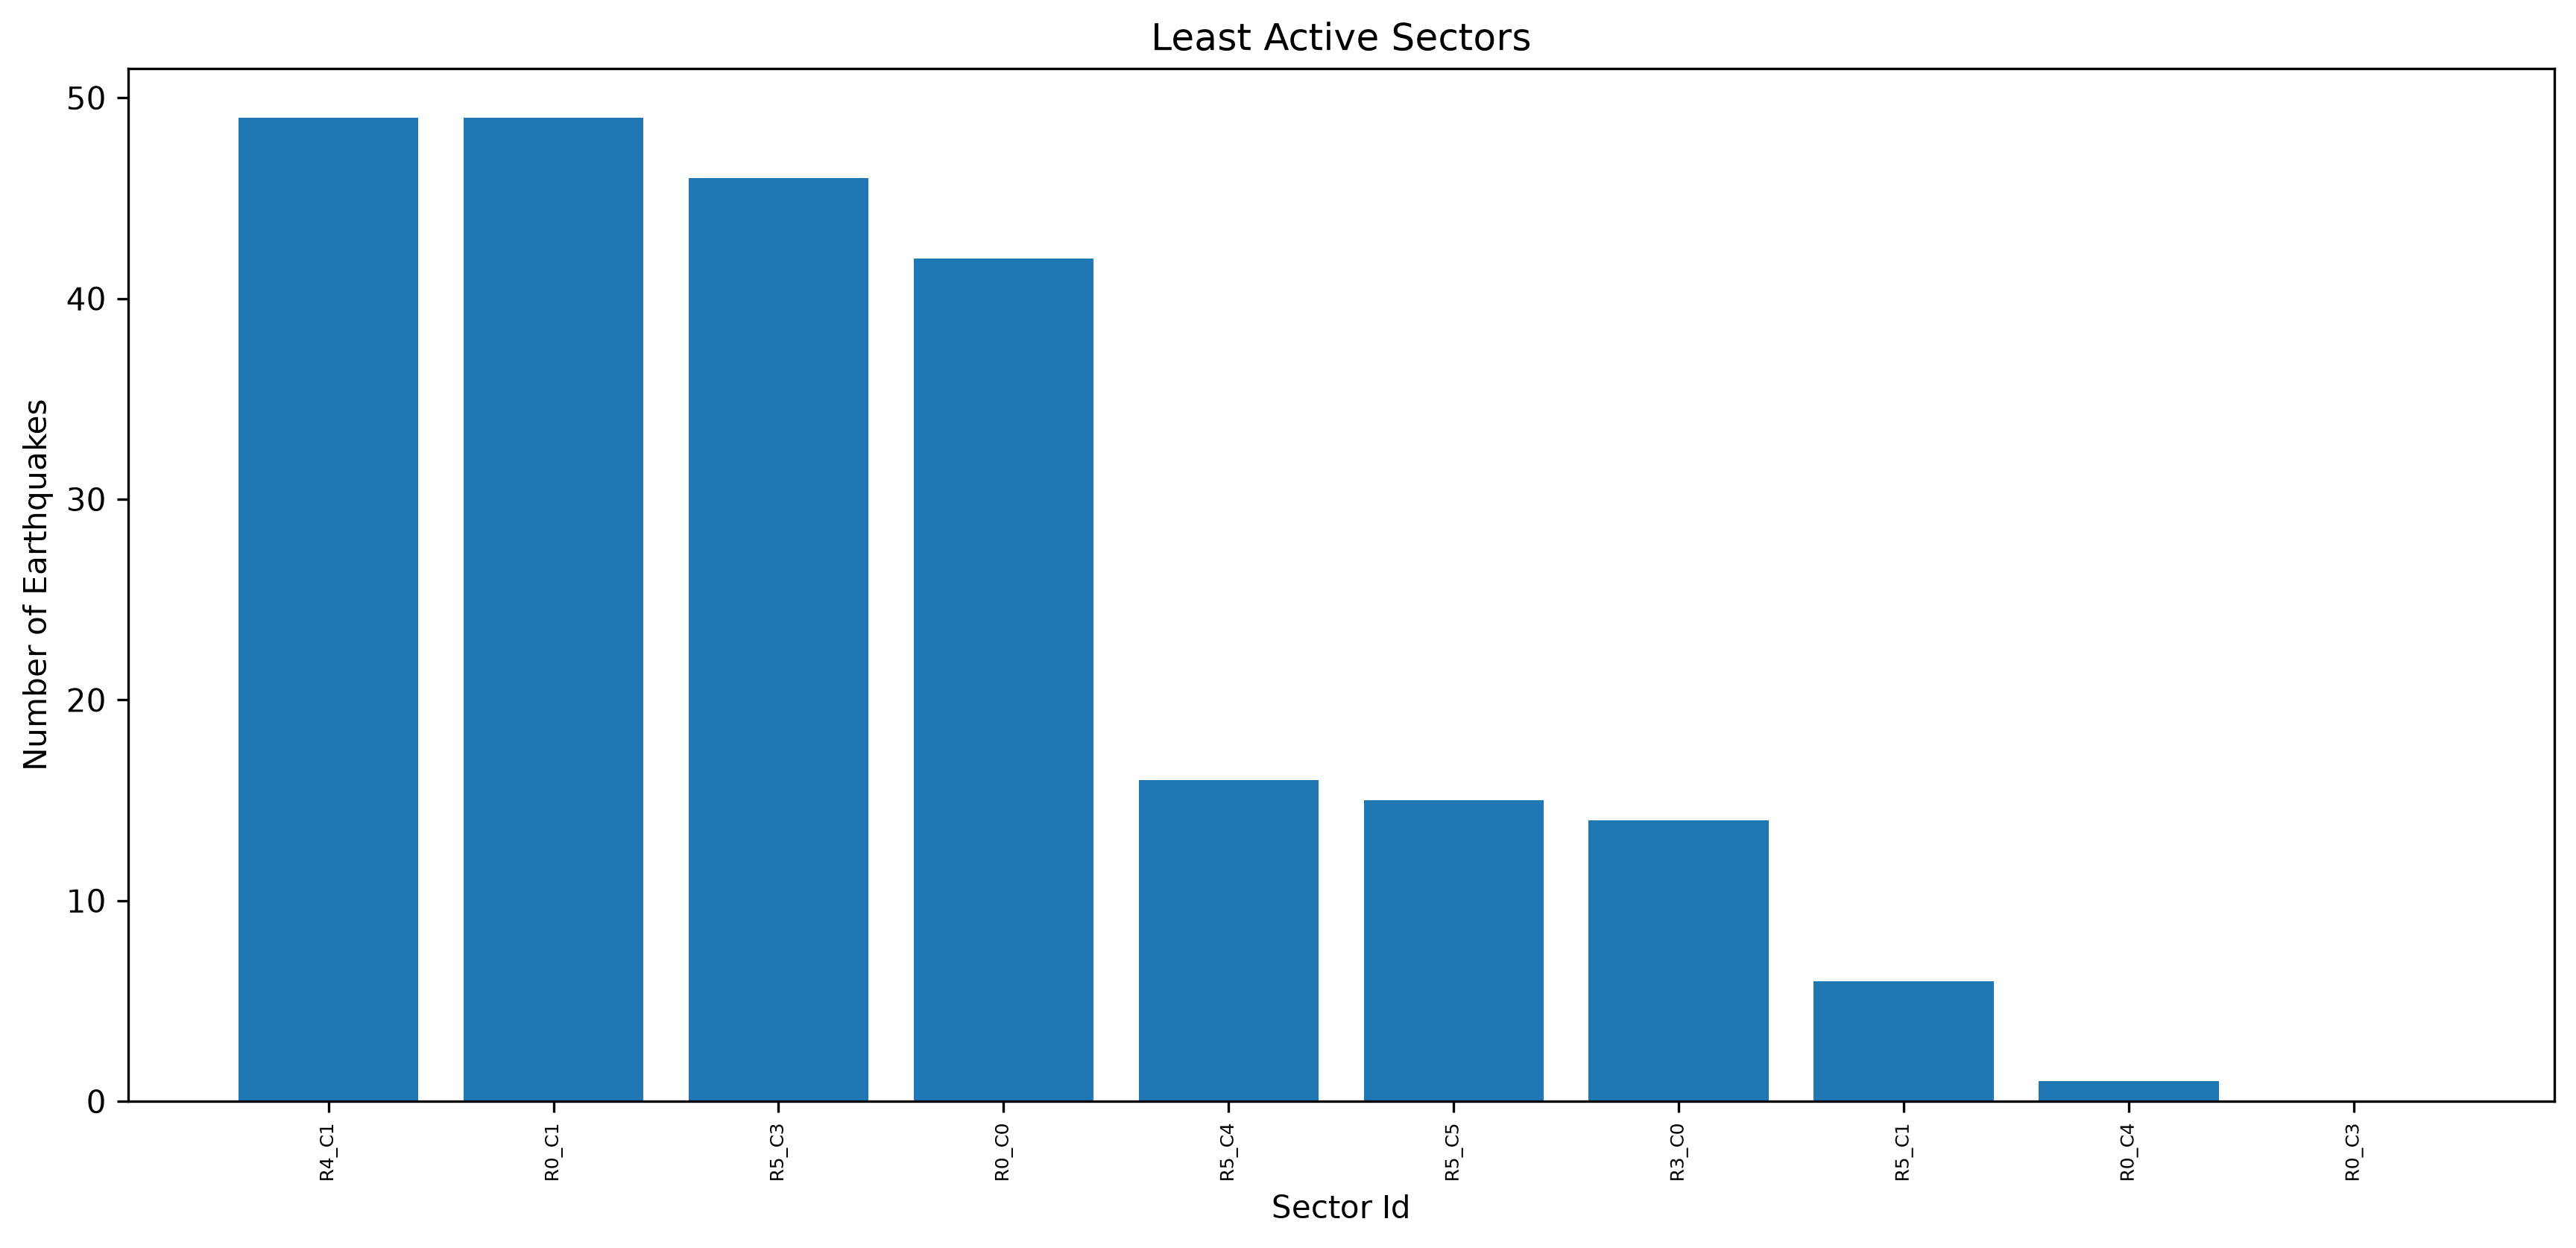 Least Active Sectors
Number of Earthquakes
50
40
30
20
10
0
R4_C1
R0_C1
R5_C3
R0_C0
R5_C4
R5_C5
R3_C0
R5_C1
R0_C4
R0_C3
Sector Id